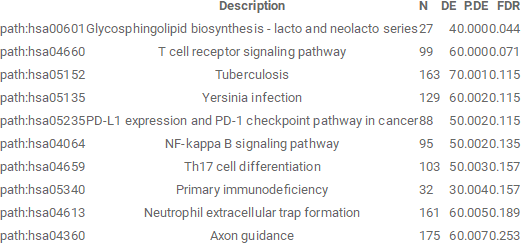 Description N DE P.DE FDR
path:hsa00601 Glycosphingolipid biosynthesis - lacto and neolacto series 27 4 0.000 0.044
path:hsa04660 T cell receptor signaling pathway 99 6 0.000 0.071
path:hsa05152 Tuberculosis 163 7 0.001 0.115
path:hsa05135 Yersinia infection 129 6 0.002 0.115
path:hsa05235 PD-L1 expression and PD-1 checkpoint pathway in cancer 88 5 0.002 0.115
path:hsa04064 NF-kappa B signaling pathway 95 5 0.002 0.135
path:hsa04659 Th17 cell differentiation 103 5 0.003 0.157
path:hsa05340 Primary immunodeficiency 32 3 0.004 0.157
path:hsa04613 Neutrophil extracellular trap formation 161 6 0.005 0.189
path:hsa04360 Axon guidance 175 6 0.007 0.253